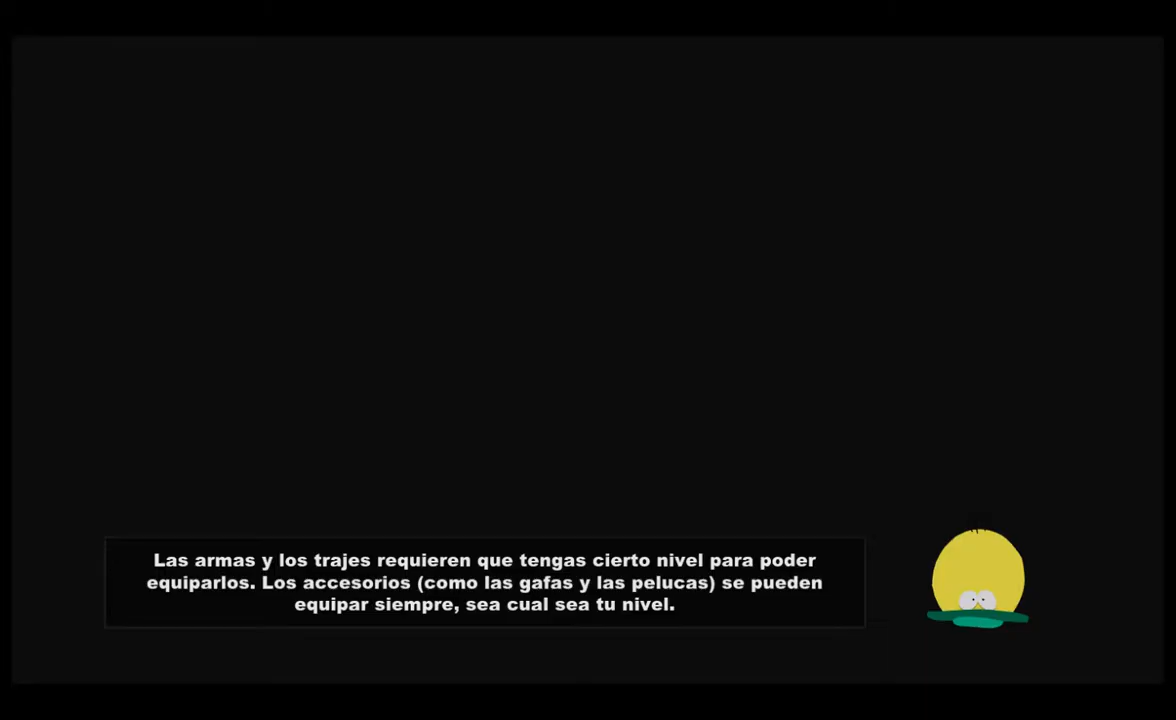 Las armas y los trajes requieren que tengas cierto nivel para poder
equiparlos. Los accesorios (como las gafas y las pelucas) se pueden
equipar siempre, sea cual sea tu nivel.